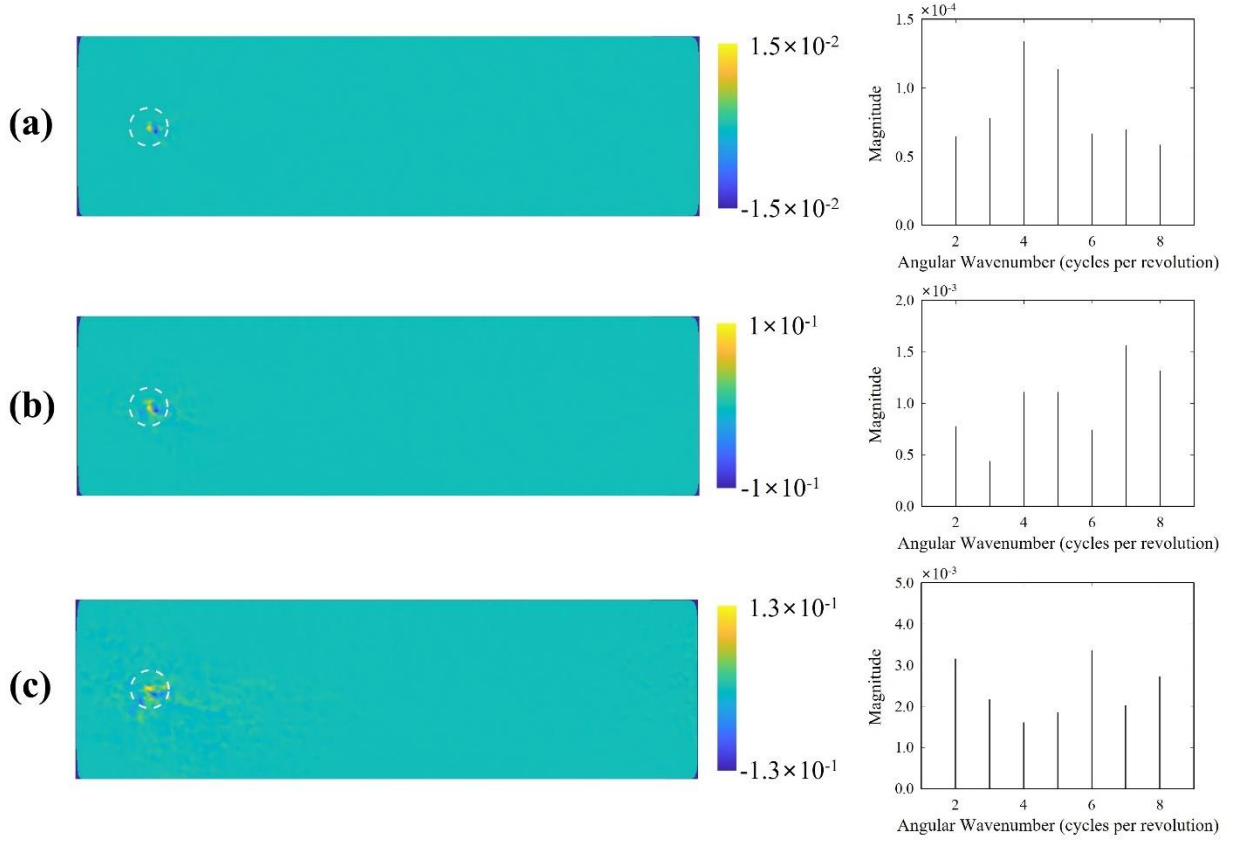 (a)
1.5×10-2
-1.5×10-2
×10-4
1.5
1.0
0.5
0.0
Magnitude
2 4 6 8
Angular Wavenumber (cycles per revolution)
(b)
1×10-1
-1×10-1
×10-3
2.0
1.5
1.0
0.5
0.0
Magnitude
2 4 6 8
Angular Wavenumber (cycles per revolution)
(c)
1.3×10-1
-1.3×10-1
×10-3
5.0
4.0
3.0
2.0
1.0
0.0
Magnitude
2 4 6 8
Angular Wavenumber (cycles per revolution)